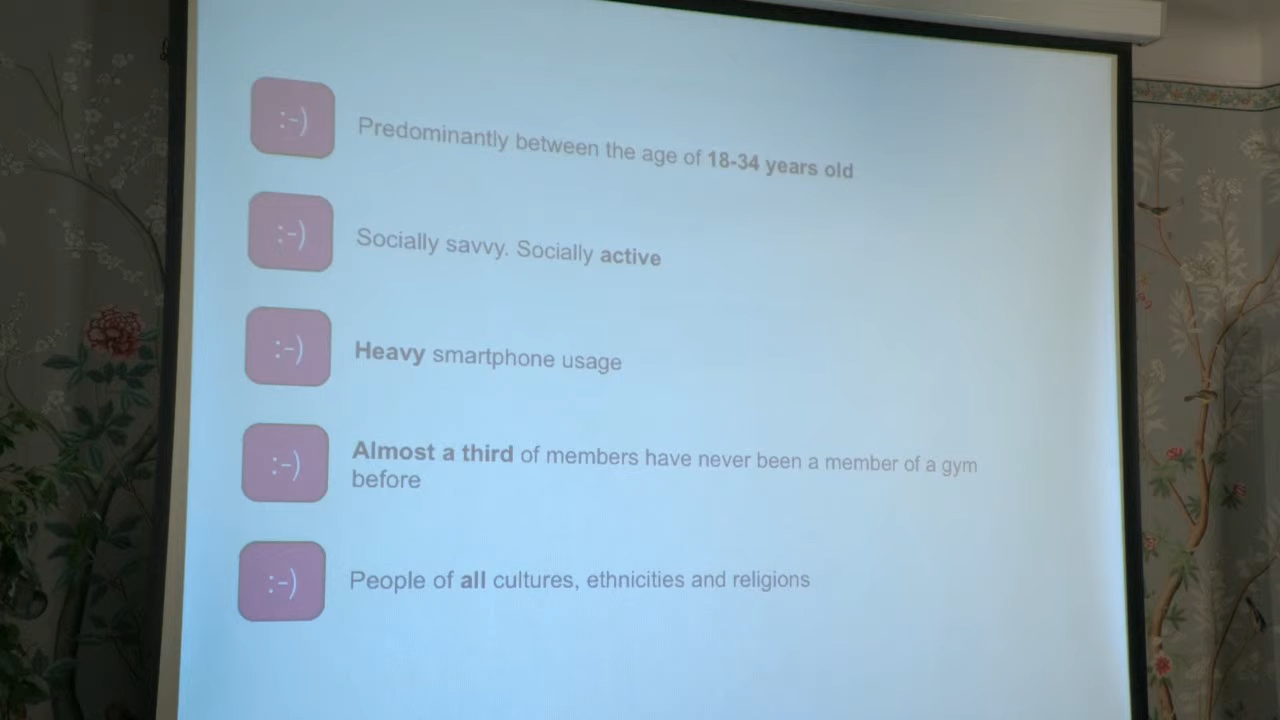 :-)
Predominantly between the age of 18-34 years old
:-)
Socially savvy. Socially active
:-)
Heavy smartphone usage
:-)
Almost a third of members have never been a member of a gym
before
:-)
People of all cultures, ethnicities and religions